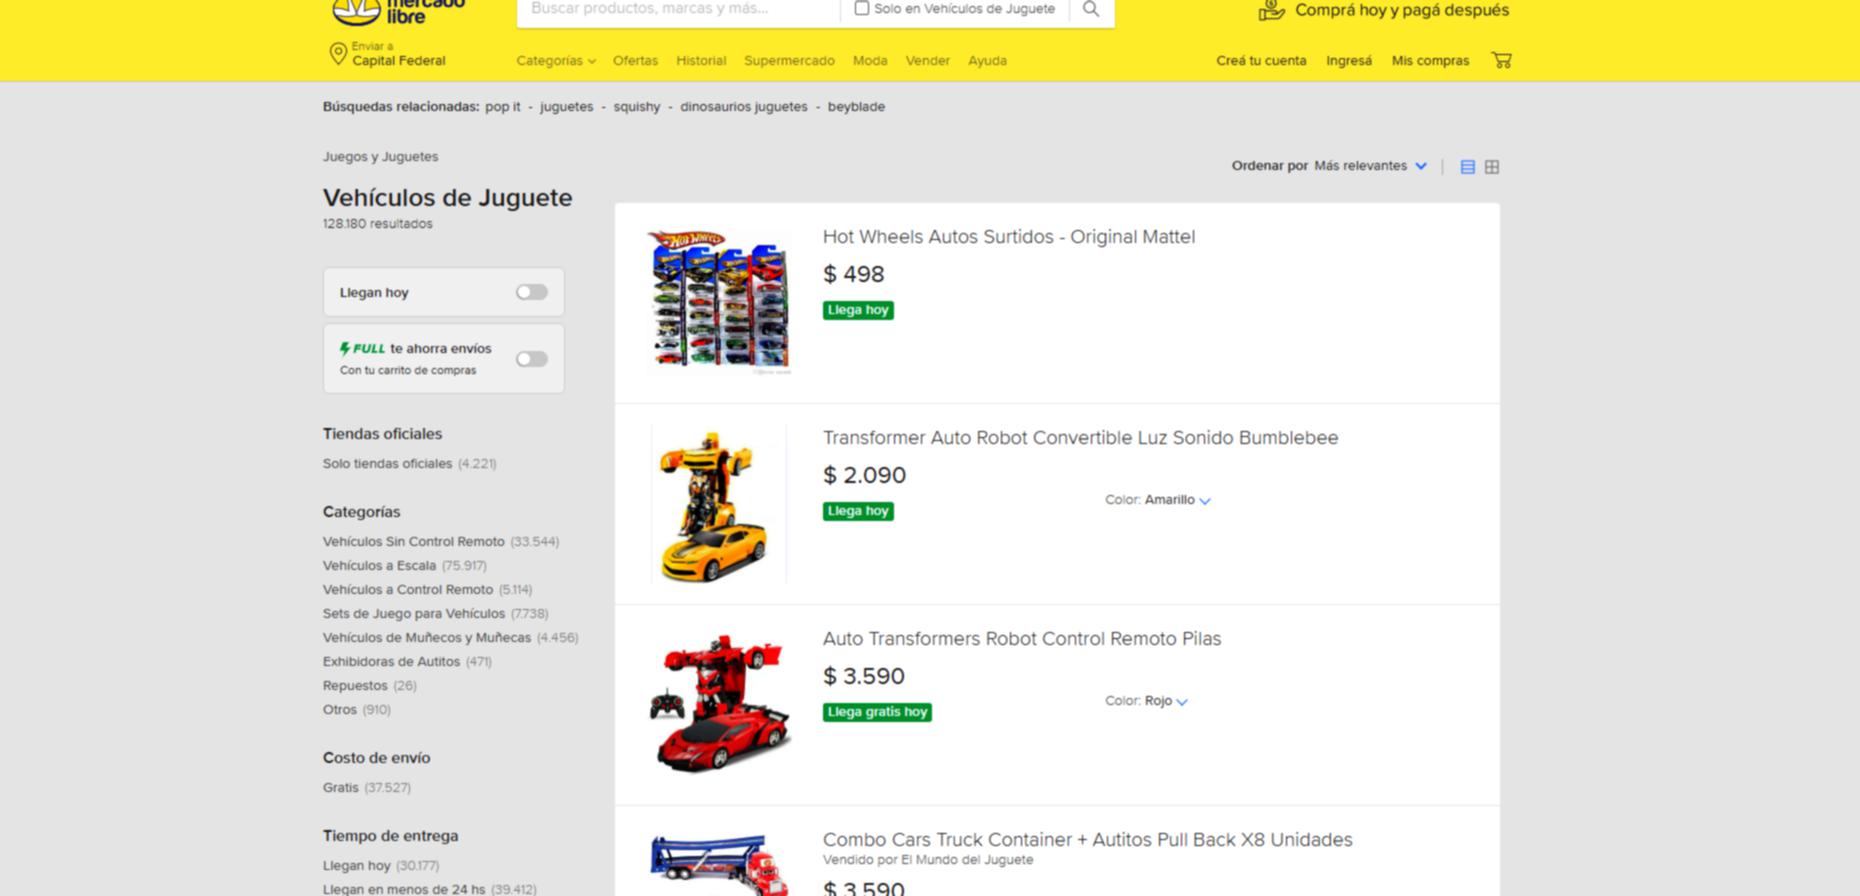 mercado
libre
Buscar productos, marcas y más...
Solo en Vehículos de Juguete
Comprá hoy y pagá después
Enviar a
Capital Federal
Categorías
Ofertas
Historial
Supermercado
Moda
Vender
Ayuda
Creá tu cuenta
Ingresá
Mis compras
Búsquedas relacionadas: pop it - juguetes - squishy - dinosaurios juguetes - beyblade
Juegos y Juguetes
Vehículos de Juguete
128.180 resultados
Ordenar por Más relevantes
Llegan hoy
FULL te ahorra envíos
Con tu carrito de compras
Tiendas oficiales
Solo tiendas oficiales (4.221)
Categorías
Vehículos Sin Control Remoto (33.544)
Vehículos a Escala (75.917)
Vehículos a Control Remoto (5.114)
Sets de Juego para Vehículos (7.738)
Vehículos de Muñecos y Muñecas (4.456)
Exhibidoras de Autitos (471)
Repuestos (26)
Otros (910)
Costo de envío
Gratis (37.527)
Tiempo de entrega
Llegan hoy (30.177)
Llegan en menos de 24 hs (39.412)
HOT WHEELS
Hot Wheels Autos Surtidos - Original Mattel
$ 498
Llega hoy
Transformer Auto Robot Convertible Luz Sonido Bumblebee
$ 2.090
Llega hoy
Color: Amarillo
Auto Transformers Robot Control Remoto Pilas
$ 3.590
Llega gratis hoy
Color: Rojo
Combo Cars Truck Container + Autitos Pull Back X8 Unidades
Vendido por El Mundo del Juguete
$ 3.590